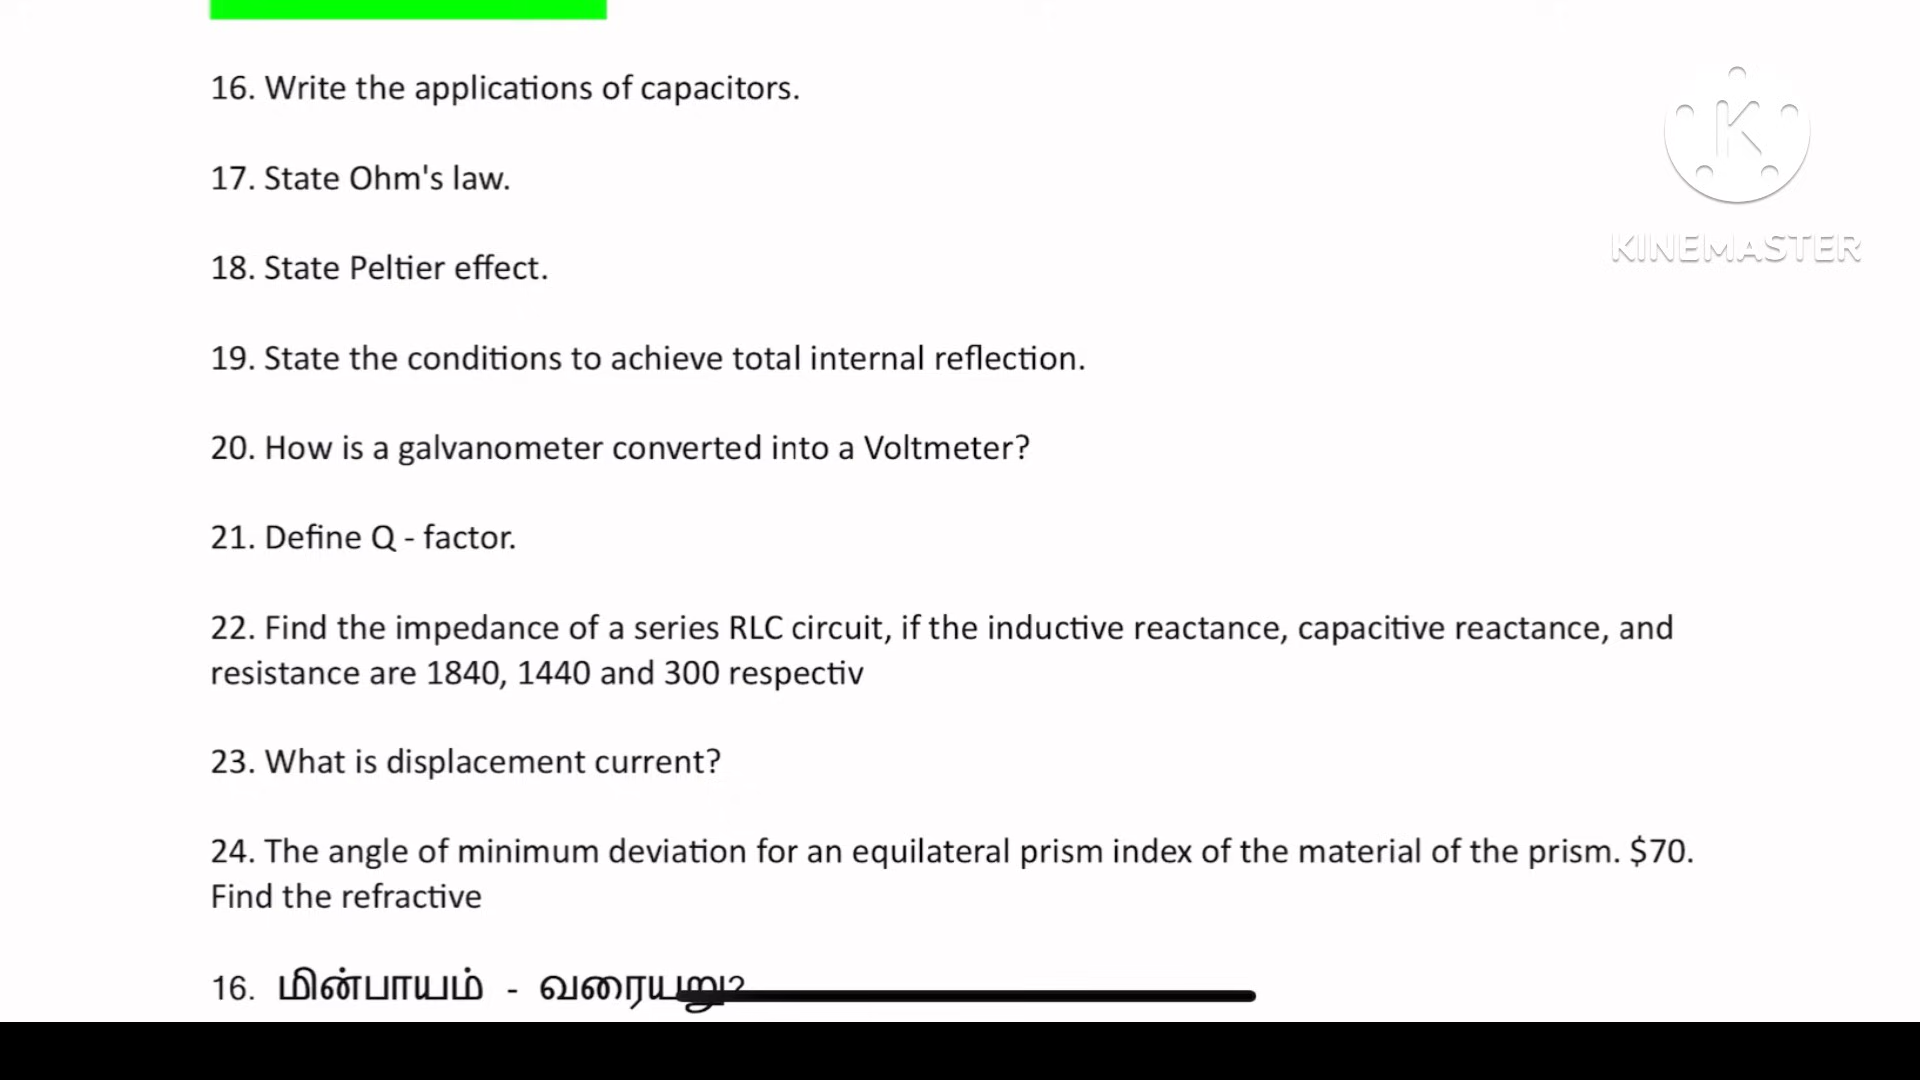 16. Write the applications of capacitors.
17. State Ohm's law.
18. State Peltier effect.
19. State the conditions to achieve total internal reflection.
20. How is a galvanometer converted into a Voltmeter?
21. Define Q - factor.
22. Find the impedance of a series RLC circuit, if the inductive reactance, capacitive reactance, and
resistance are 1840, 1440 and 300 respectiv
23. What is displacement current?
24. The angle of minimum deviation for an equilateral prism index of the material of the prism. $70.
Find the refractive
16. மின்பாயம் - வரையறு?
K
KINEMASTER